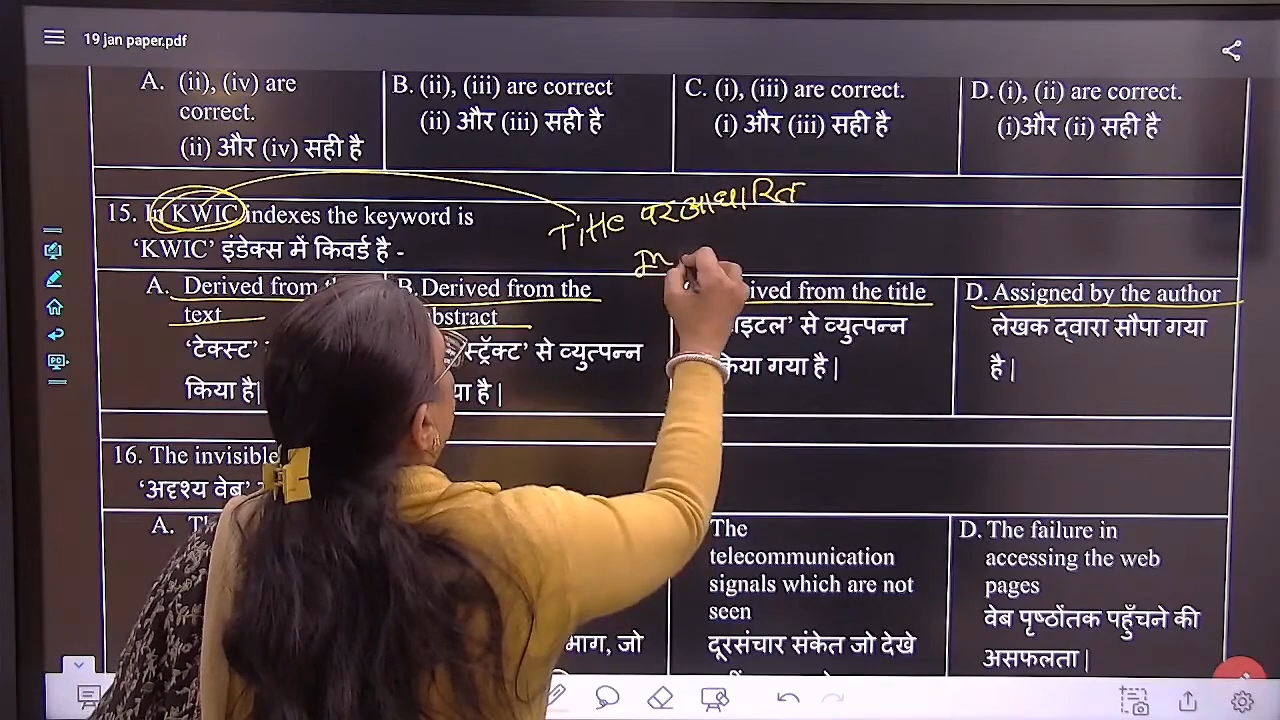 19 jan paper.pdf
A. (ii), (iv) are correct.
(ii) और (iv) सही है
B. (ii), (iii) are correct
(ii) और (iii) सही है
C. (i), (iii) are correct.
(i) और (iii) सही है
D. (i), (ii) are correct.
(i)और (ii) सही है
15. In KWIC indexes the keyword is
‘KWIC’ इंडेक्स में किवर्ड है -
Title पर आधारित
A. Derived from
text
‘टेक्स्ट’
किया है|
B. Derived from the
है |
from the title
से व्युत्पन्न
किया गया है |
D. Assigned by the author
लेखक द्वारा सौपा गया
है |
16. The invisible
‘अदृश्य वेब’
A.
भाग, जो
The
telecommunication
signals which are not
seen
दूरसंचार संकेत जो देखे
D. The failure in
accessing the web
pages
वेब पृष्ठोंतक पहुँचने की
असफलता |